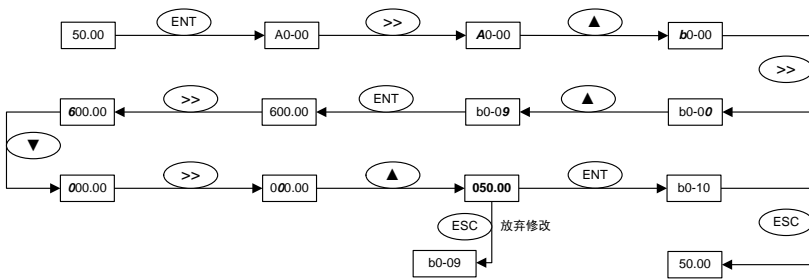 50.00 ENT A0-00 >> A0-00 ▲ b0-00
>>
600.00 >> 600.00 ENT b0-09 ▲ b0-00
▼
000.00 >> 000.00 ▲ 050.00 ENT b0-10
ESC 放弃修改 ESC
b0-09 50.00